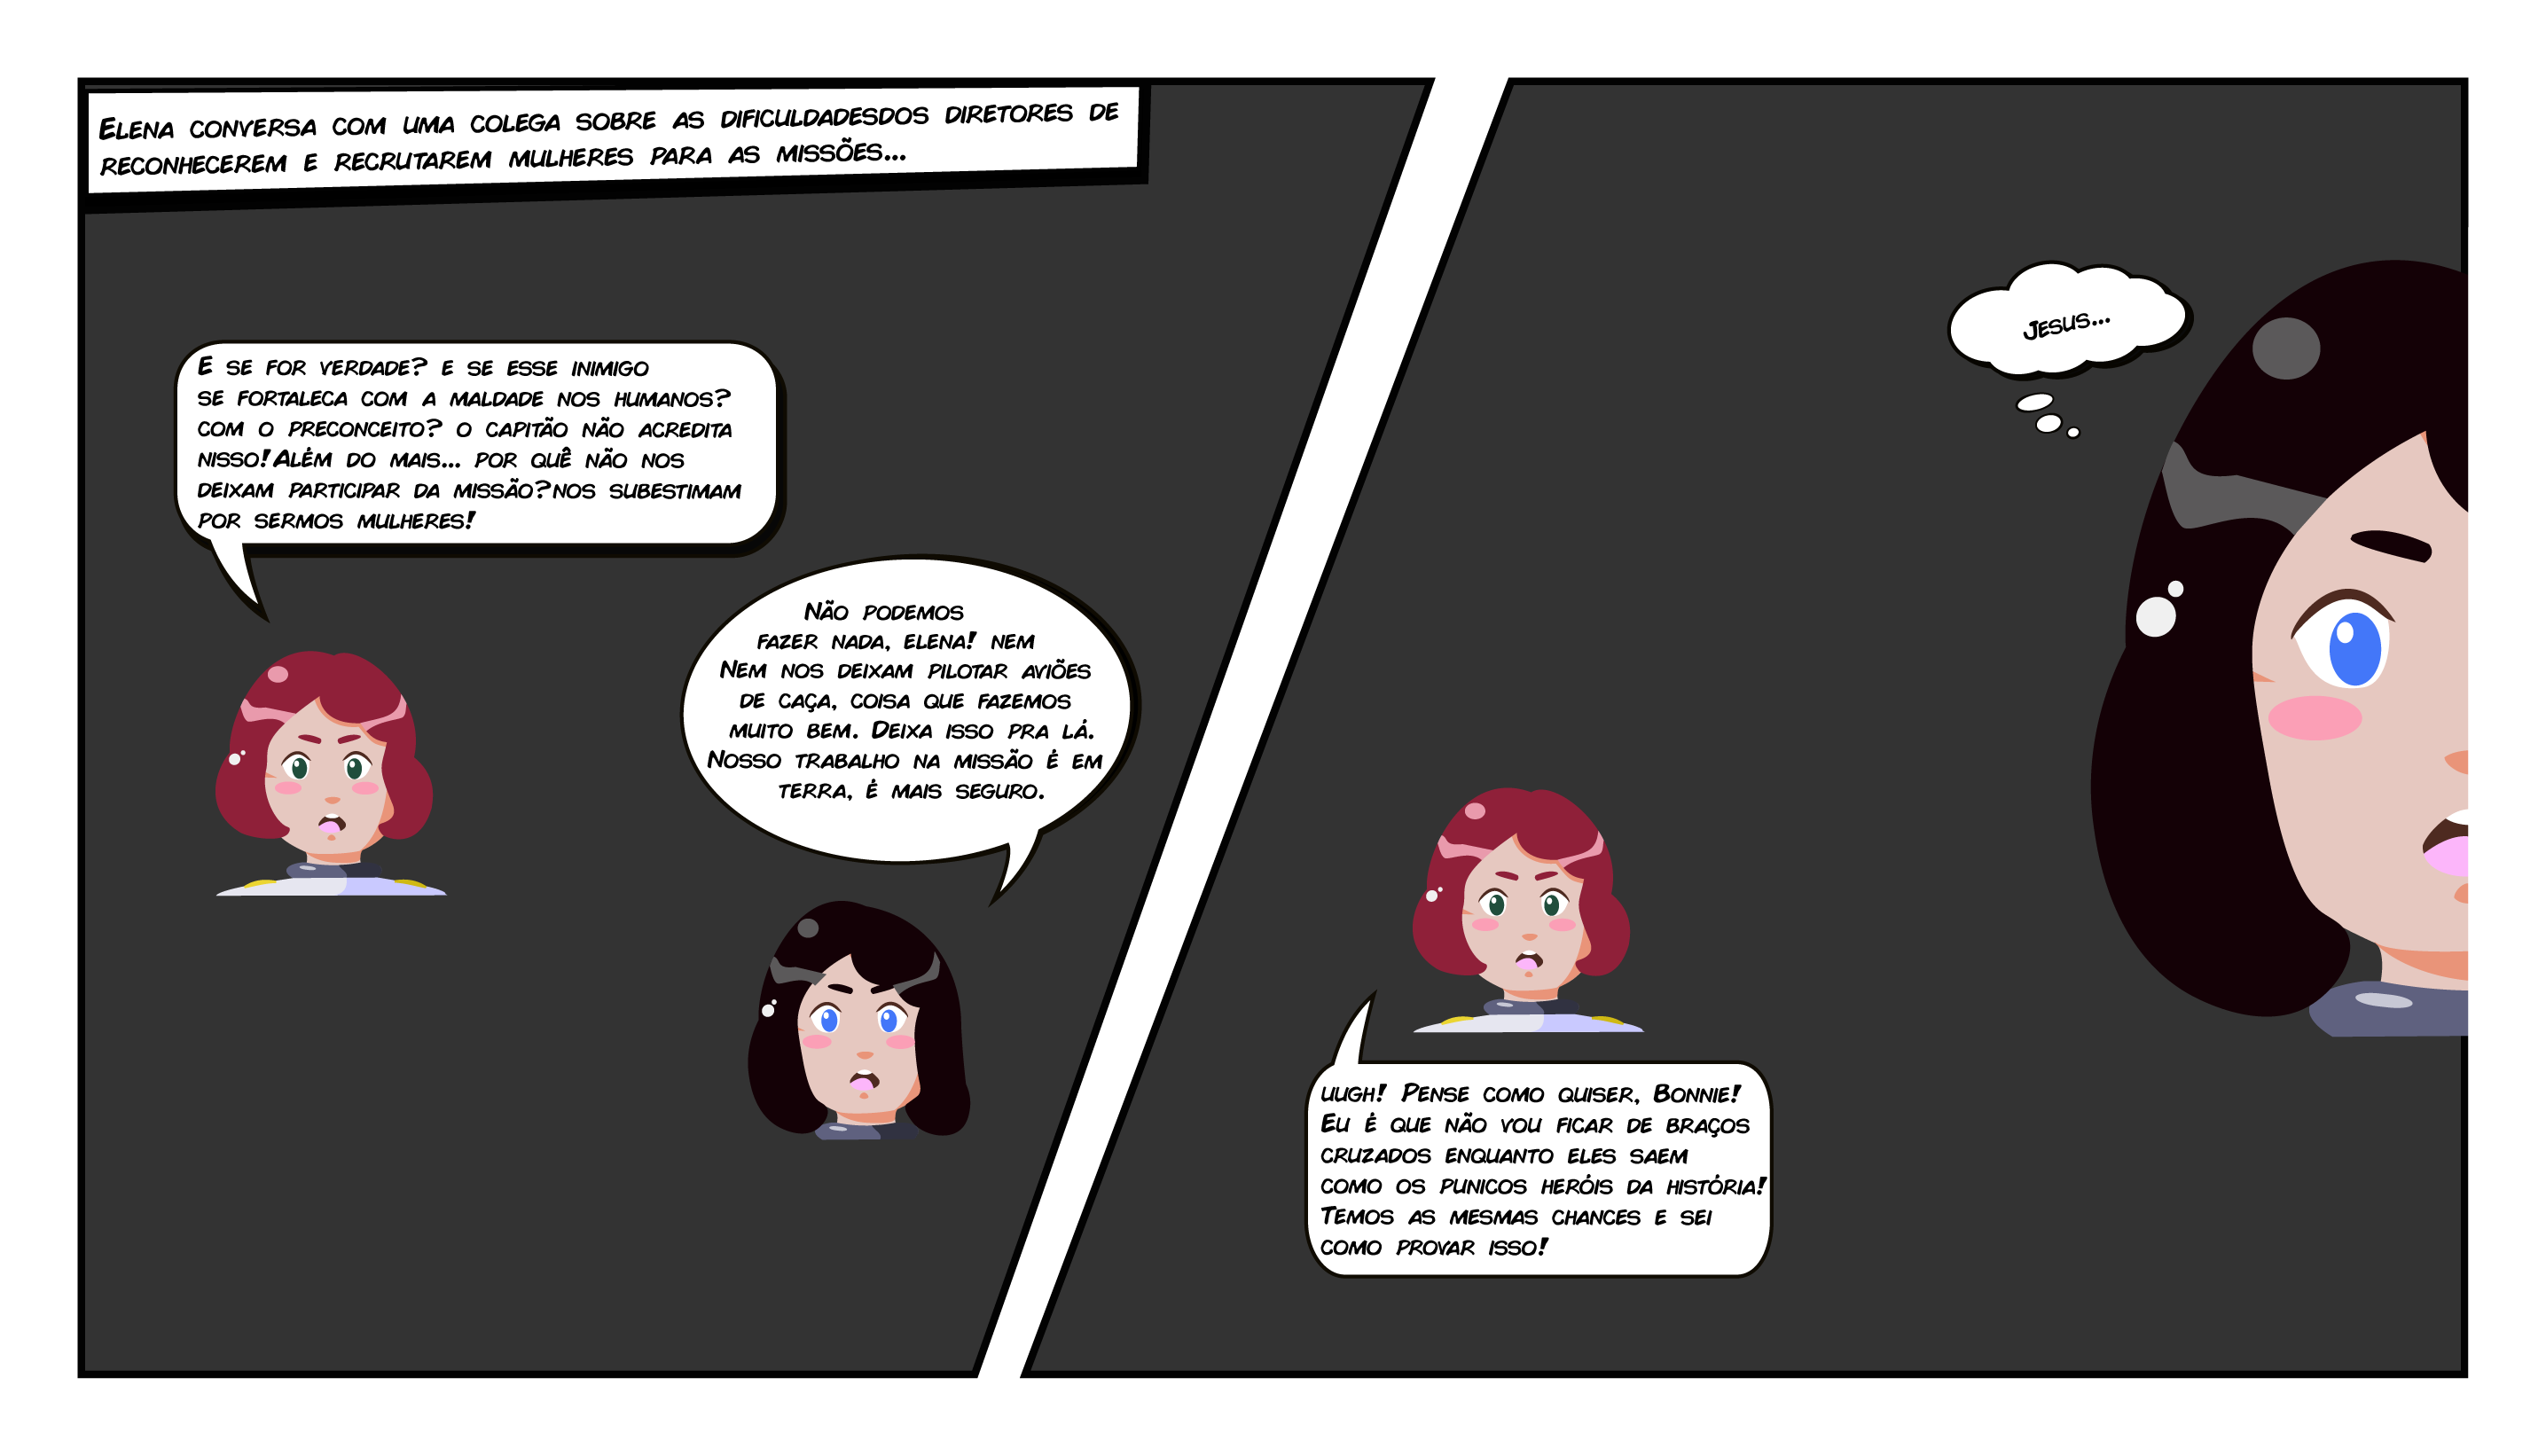 Elena conversa com uma colega sobre as dificuldadesdos diretores de
reconhecerem e recrutarem mulheres para as missões...
E se for verdade? e se esse inimigo
se fortaleca com a maldade nos humanos?
com o preconceito? o capitão não acredita
nisso! Além do mais... por quê não nos
deixam participar da missão?nos subestimam
por sermos mulheres!
Não podemos
fazer nada, elena! nem
Nem nos deixam pilotar aviões
de caça, coisa que fazemos
muito bem. Deixa isso pra lá.
Nosso trabalho na missão é em
terra, é mais seguro.
Jesus...
uugh! Pense como quiser, Bonnie!
Eu é que não vou ficar de braços
cruzados enquanto eles saem
como os punicos heróis da história!
Temos as mesmas chances e sei
como provar isso!